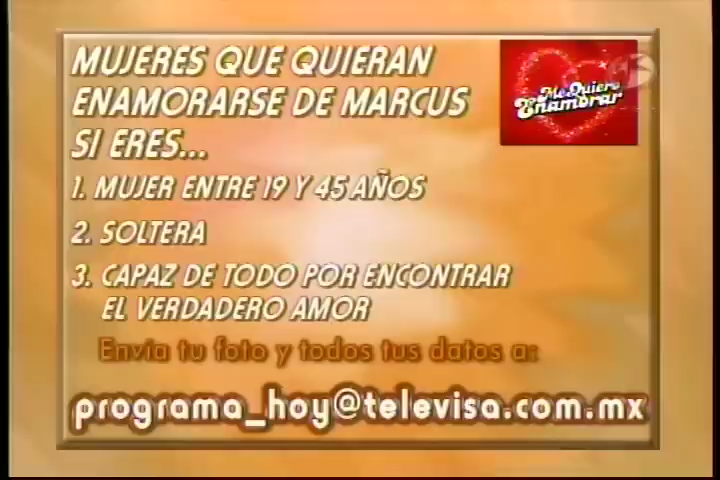 MUJERES QUE QUIERAN
ENAMORARSE DE MARCUS
SI ERES...
Me Quiero
Enamorar
1. MUJER ENTRE 19 Y 45 AÑOS
2. SOLTERA
3. CAPAZ DE TODO POR ENCONTRAR
EL VERDADERO AMOR
Envía tu foto y todos tus datos a:
programa_hoy@televisa.com.mx